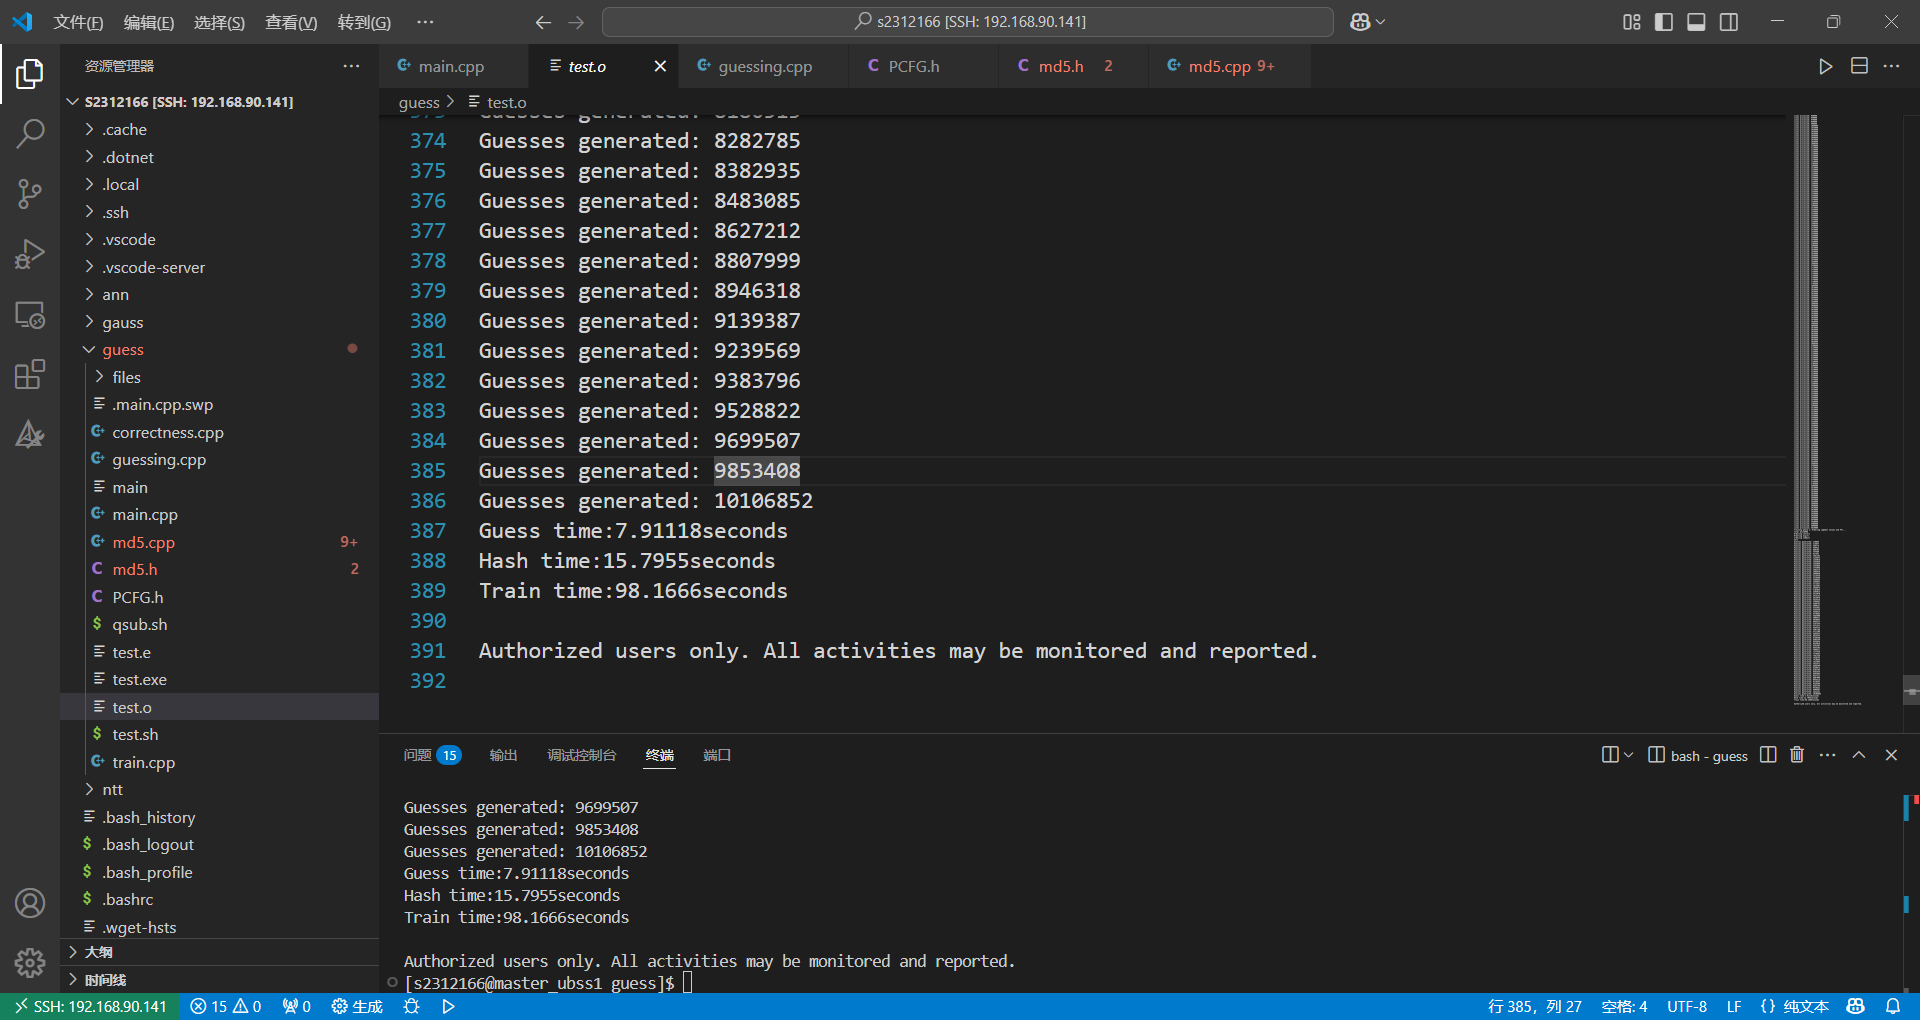 文件(F) 编辑(E) 选择(S) 查看(V) 转到(G) ··· s2312166 [SSH: 192.168.90.141]
资源管理器 ···
S2312166 [SSH: 192.168.90.141]
.cache
.dotnet
.local
.ssh
.vscode
.vscode-server
ann
gauss
guess
files
.main.cpp.swp
correctness.cpp
guessing.cpp
main
main.cpp
md5.cpp 9+
md5.h 2
PCFG.h
qsub.sh
test.e
test.exe
test.o
test.sh
train.cpp
ntt
.bash_history
.bash_logout
.bash_profile
.bashrc
.wget-hsts
大纲
时间线
main.cpp test.o guessing.cpp PCFG.h md5.h 2 md5.cpp 9+
guess > test.o
374 Guesses generated: 8282785
375 Guesses generated: 8382935
376 Guesses generated: 8483085
377 Guesses generated: 8627212
378 Guesses generated: 8807999
379 Guesses generated: 8946318
380 Guesses generated: 9139387
381 Guesses generated: 9239569
382 Guesses generated: 9383796
383 Guesses generated: 9528822
384 Guesses generated: 9699507
385 Guesses generated: 9853408
386 Guesses generated: 10106852
387 Guess time:7.91118seconds
388 Hash time:15.7955seconds
389 Train time:98.1666seconds
390
391 Authorized users only. All activities may be monitored and reported.
392
问题 15 输出 调试控制台 终端 端口 bash - guess
Guesses generated: 9699507
Guesses generated: 9853408
Guesses generated: 10106852
Guess time:7.91118seconds
Hash time:15.7955seconds
Train time:98.1666seconds
Authorized users only. All activities may be monitored and reported.
[s2312166@master_ubss1 guess]$
SSH: 192.168.90.141 15 0 0 生成 行 385，列 27 空格: 4 UTF-8 LF {} 纯文本